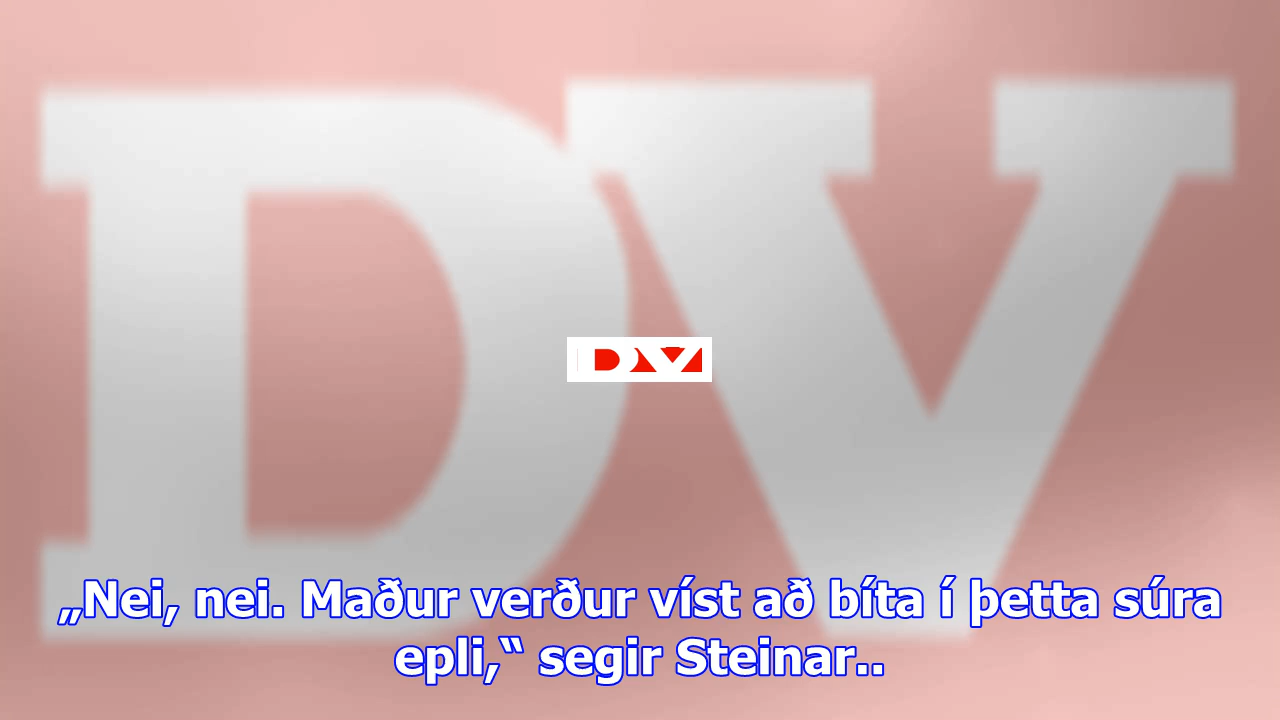 DV
DV
„Nei, nei. Maður verður víst að bíta í þetta súra
epli,“ segir Steinar..